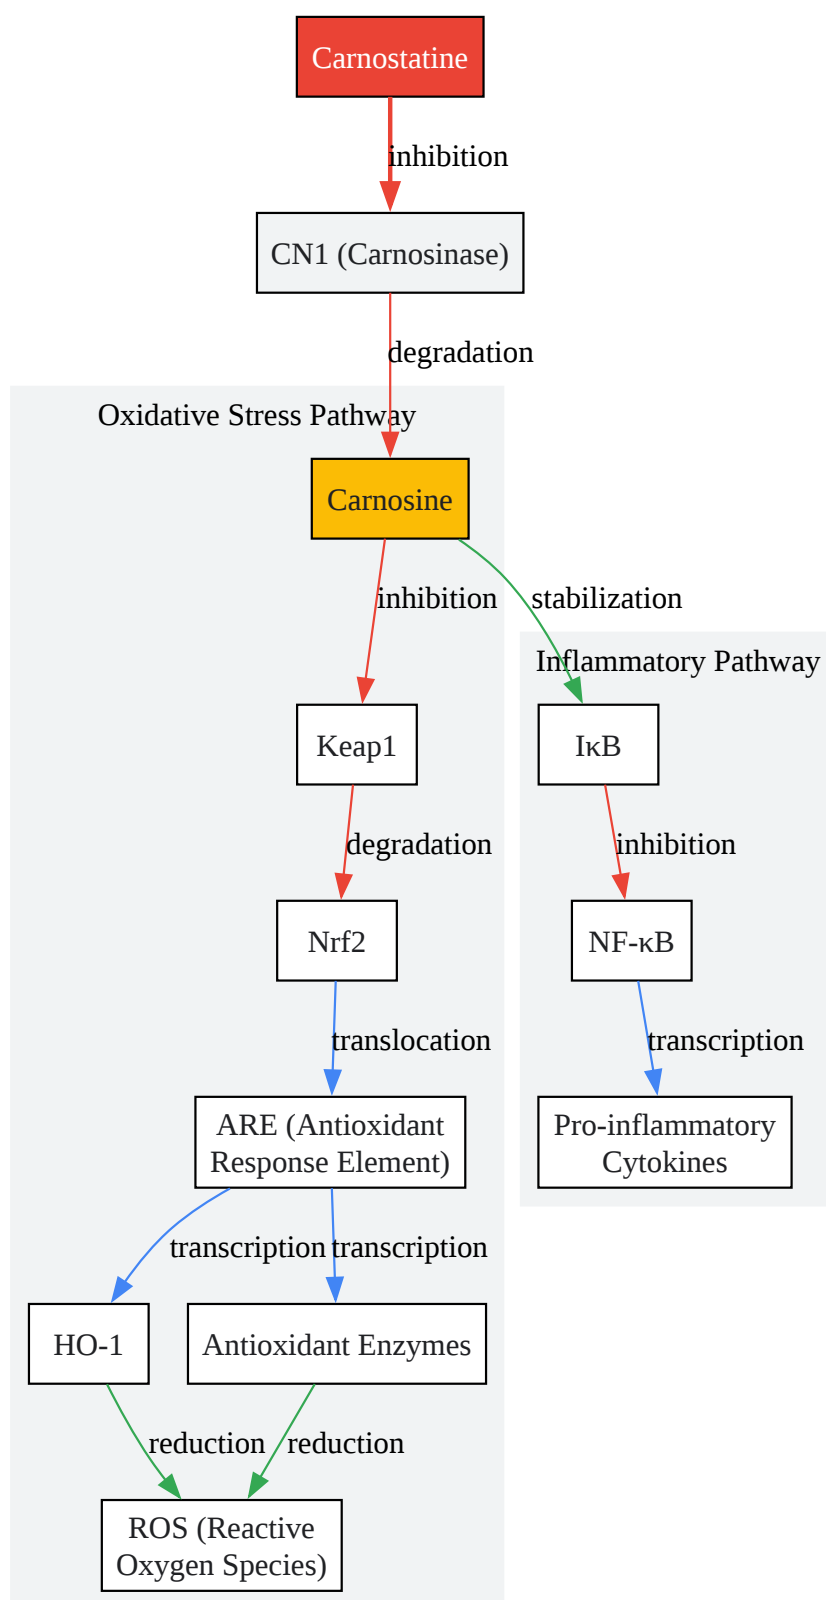 Carnostatine
inhibition
CN1 (Carnosinase)
degradation
Oxidative Stress Pathway
Carnosine
inhibition
stabilization
Inflammatory Pathway
Keap1
IκB
degradation
inhibition
Nrf2
NF-κB
translocation
transcription
ARE (Antioxidant
Response Element)
Pro-inflammatory
Cytokines
transcription
transcription
HO-1
Antioxidant Enzymes
reduction
reduction
ROS (Reactive
Oxygen Species)